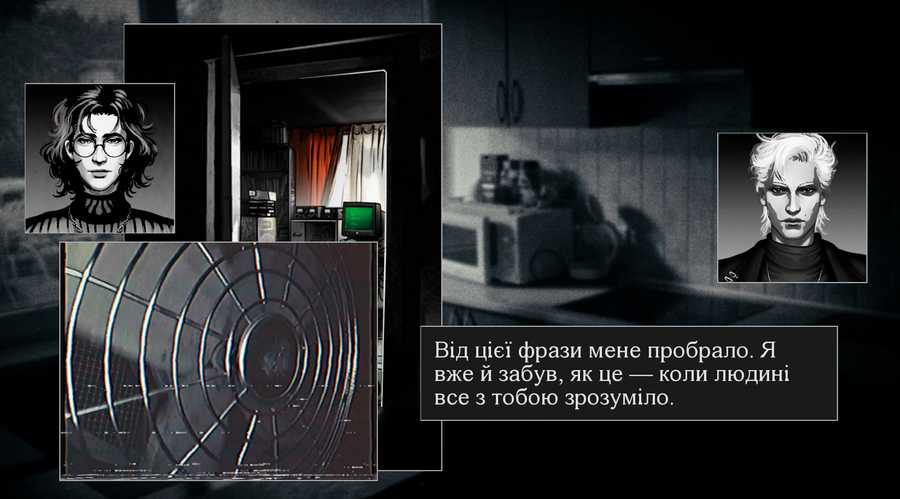 Від цієї фрази мене пробрало. Я
вже й забув, як це — коли людині
все з тобою зрозуміло.